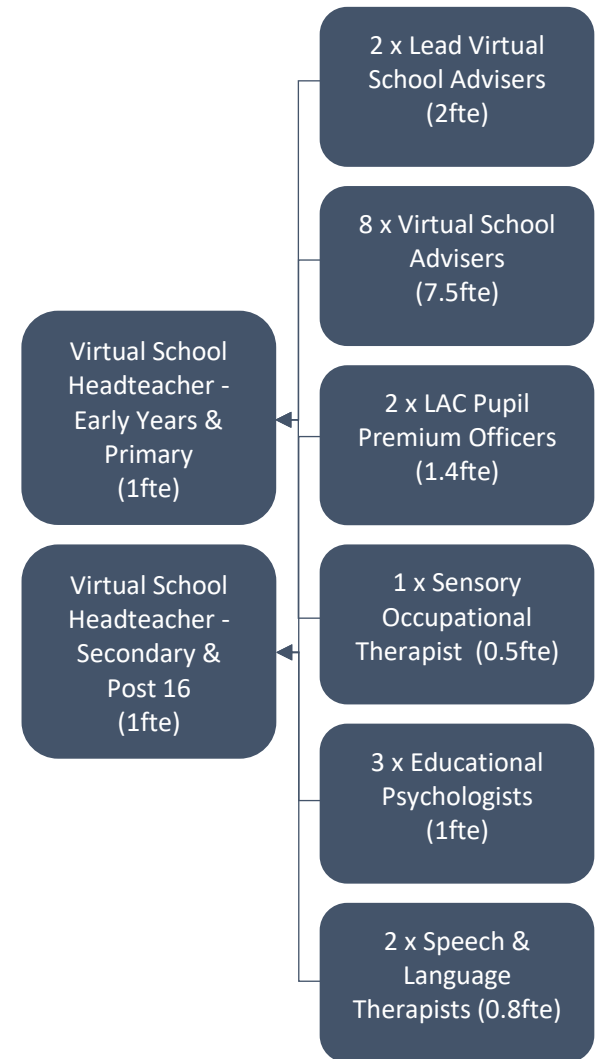 Virtual School
Headteacher -
Early Years &
Primary
(1fte)
Virtual School
Headteacher -
Secondary &
Post 16
(1fte)
2 x Lead Virtual
School Advisers
(2fte)
8 x Virtual School
Advisers
(7.5fte)
2 x LAC Pupil
Premium Officers
(1.4fte)
1 x Sensory
Occupational
Therapist (0.5fte)
3 x Educational
Psychologists
(1fte)
2 x Speech &
Language
Therapists (0.8fte)